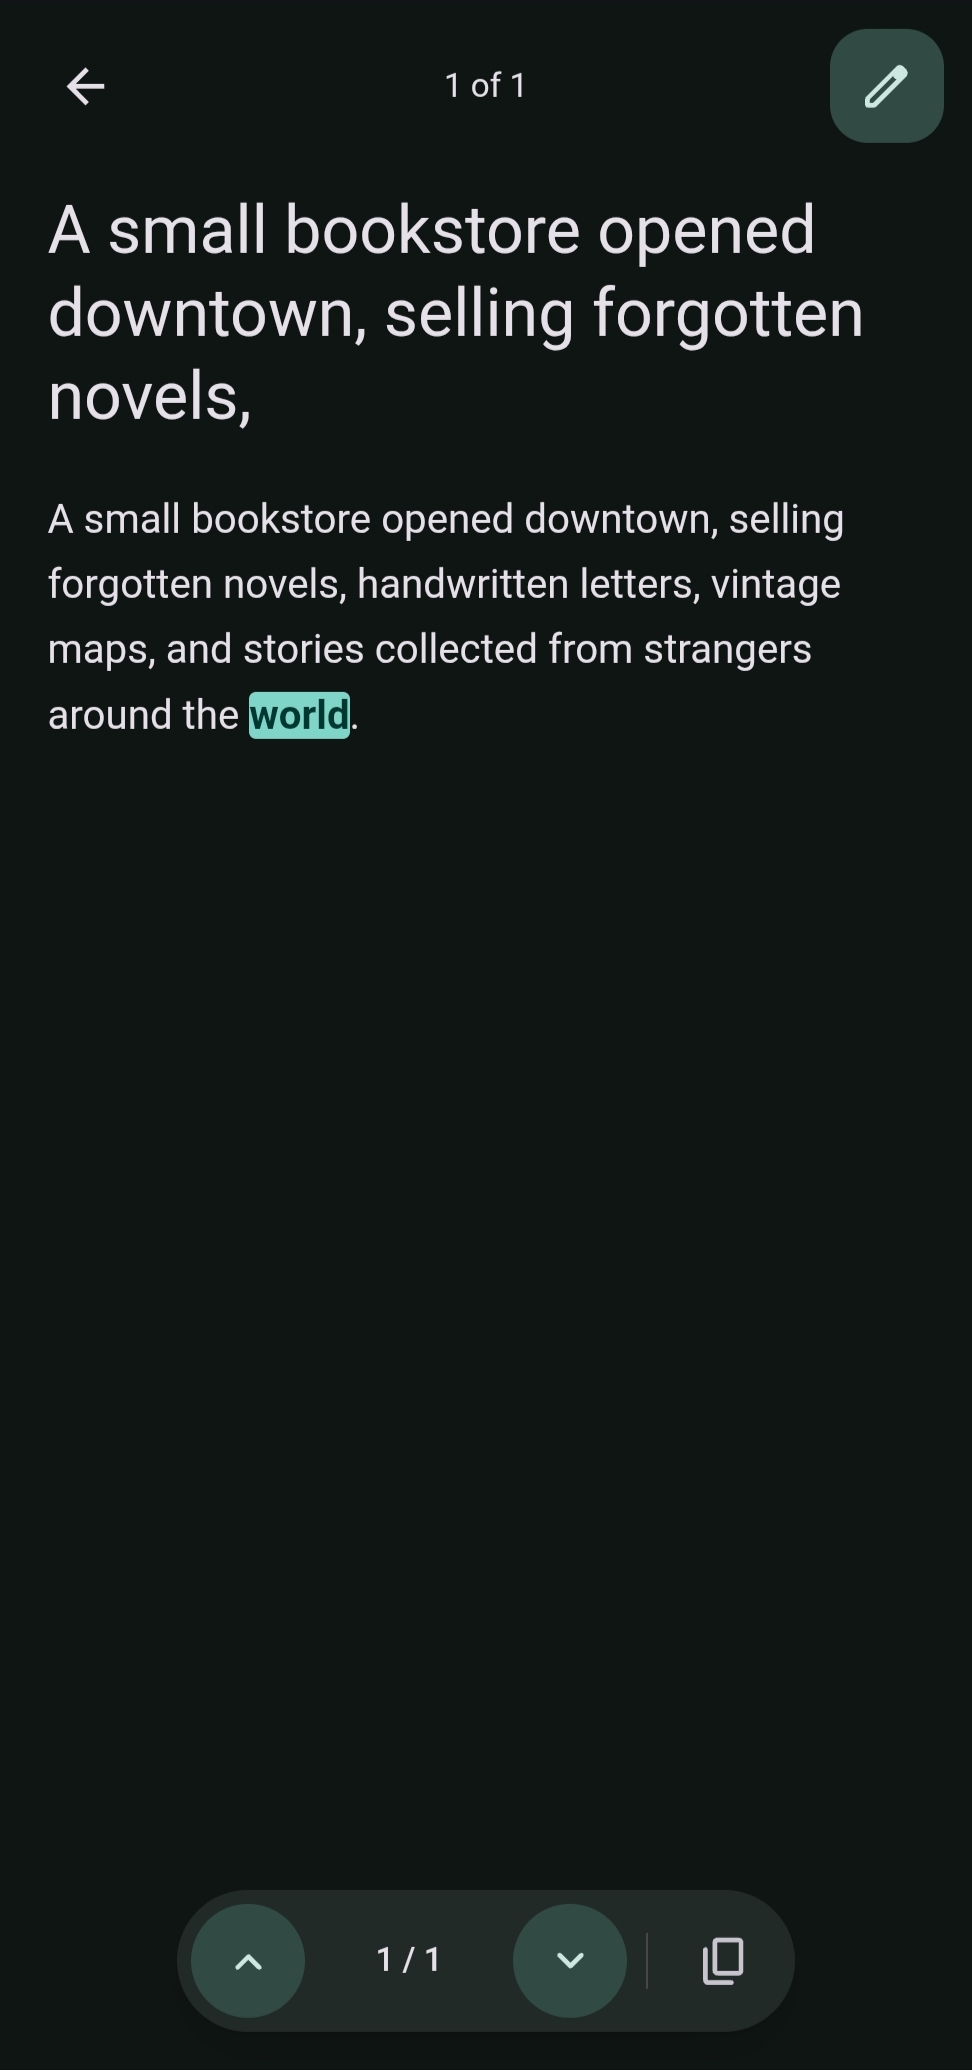 1 of 1
A small bookstore opened
downtown, selling forgotten
novels,
A small bookstore opened downtown, selling
forgotten novels, handwritten letters, vintage
maps, and stories collected from strangers
around the world.
1 / 1